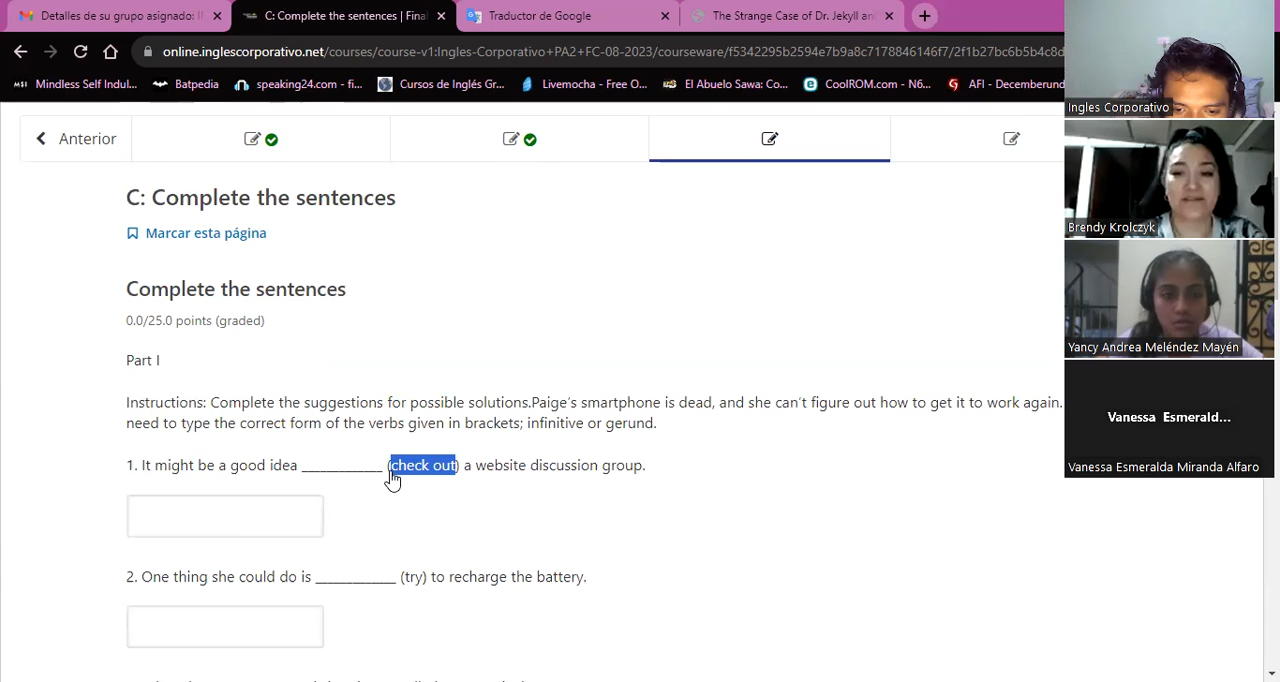 Detalles de su grupo asignado: II
C: Complete the sentences | Fina
Traductor de Google
The Strange Case of Dr. Jekyll an
online.inglescorporativo.net/courses/course-v1:Ingles-Corporativo+PA2+FC-08-2023/courseware/f5342295b2594e7b9a8c7178846146f7/2f1b27bc6b5b4c8d
Mindless Self Indul...
Batpedia
speaking24.com - fi...
Cursos de Inglés Gr...
Livemocha - Free O...
El Abuelo Sawa: Co...
CoolROM.com - N6...
AFI - Decemberund
Anterior
C: Complete the sentences
Marcar esta página
Complete the sentences
0.0/25.0 points (graded)
Part I
Instructions: Complete the suggestions for possible solutions.Paige's smartphone is dead, and she can't figure out how to get it to work again.
need to type the correct form of the verbs given in brackets; infinitive or gerund.
1. It might be a good idea _____________ (check out) a website discussion group.
2. One thing she could do is _____________ (try) to recharge the battery.
Ingles Corporativo
Brendy Krolczyk
Yancy Andrea Meléndez Mayén
Vanessa Esmerald...
Vanessa Esmeralda Miranda Alfaro